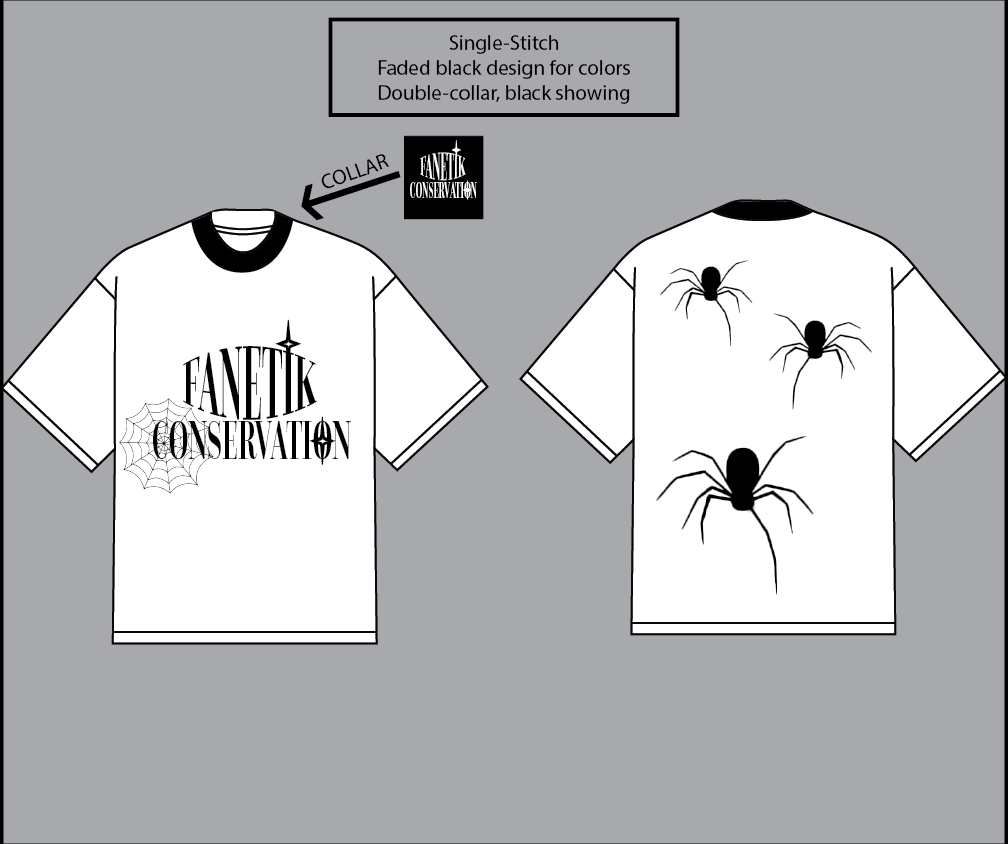 Single-Stitch
Faded black design for colors
Double-collar, black showing
COLLAR
FANETIK
CONSERVATION
FANETIK
CONSERVATION